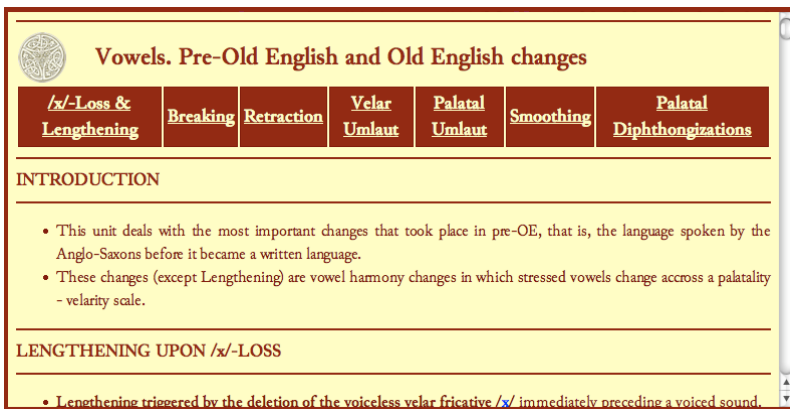 Vowels. Pre-Old English and Old English changes
/x/-Loss & Lengthening Breaking Retraction Velar Umlaut Palatal Umlaut Smoothing Palatal Diphthongizations
INTRODUCTION
• This unit deals with the most important changes that took place in pre-OE, that is, the language spoken by the
Anglo-Saxons before it became a written language.
• These changes (except Lengthening) are vowel harmony changes in which stressed vowels change accross a palatality
- velarity scale.
LENGTHENING UPON /x/-LOSS
• Lengthening triggered by the deletion of the voiceless velar fricative /x/ immediately preceding a voiced sound.